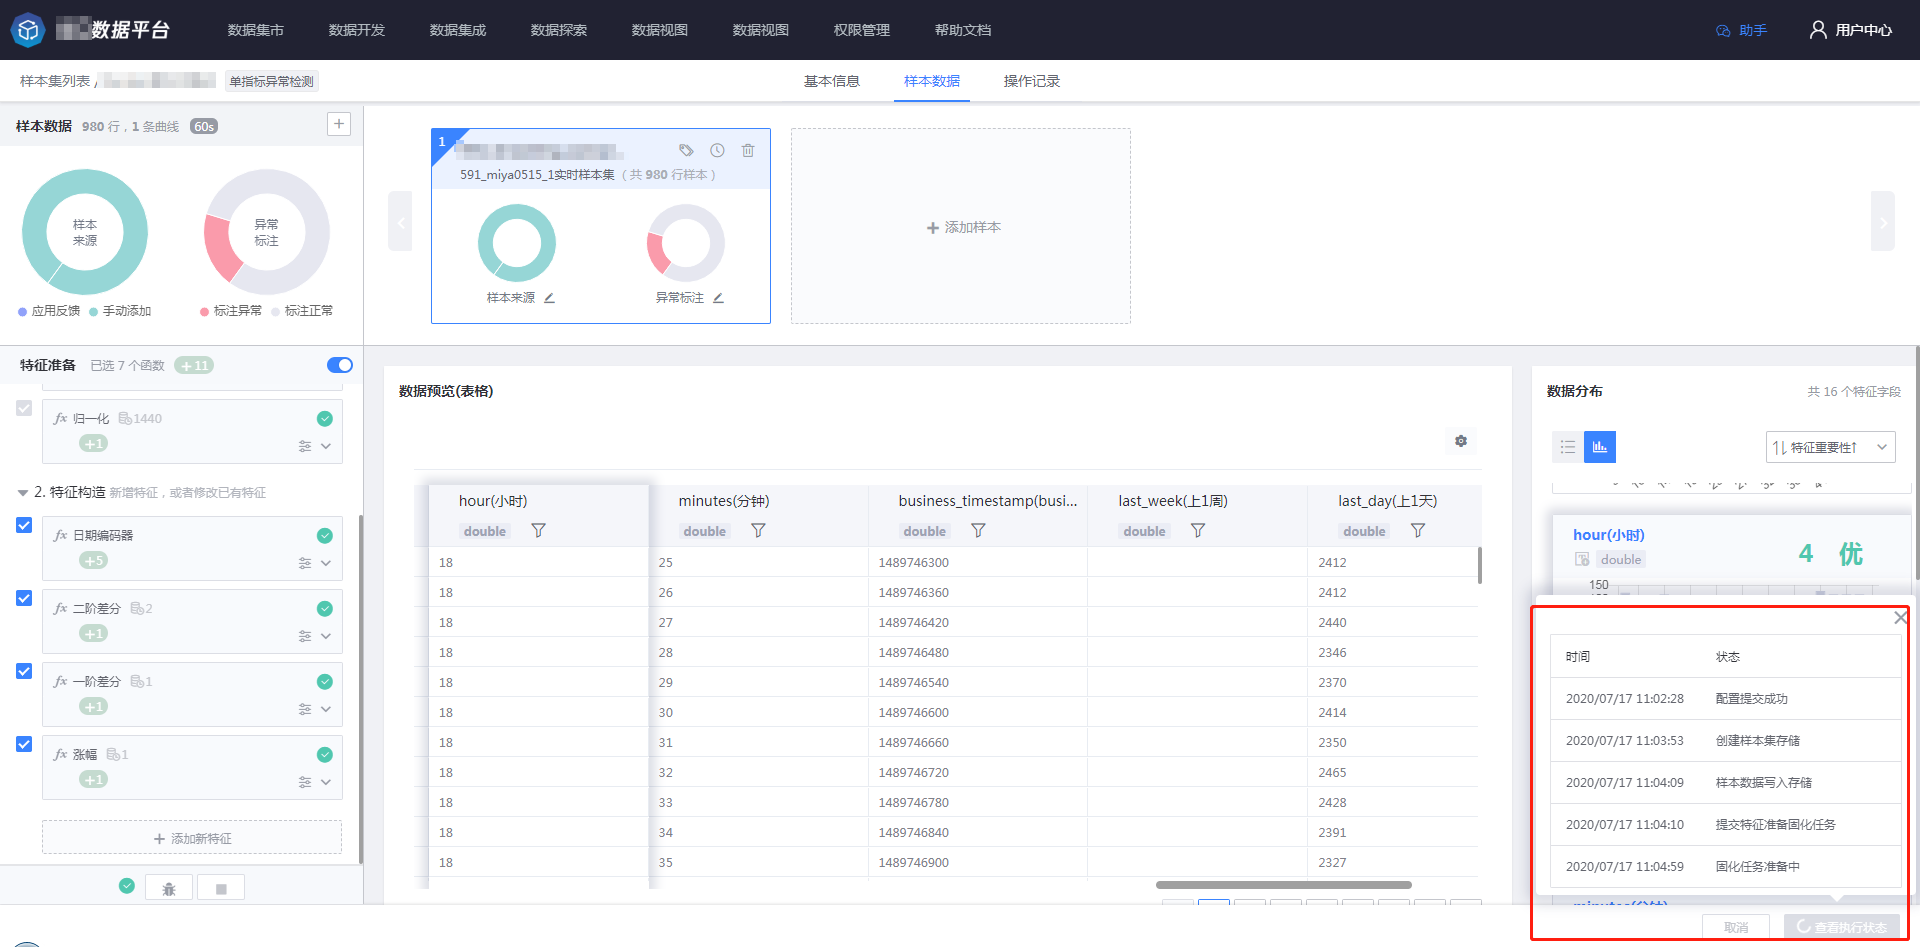 数据平台
数据集市
数据开发
数据集成
数据探索
数据视图
数据视图
权限管理
帮助文档
助手
用户中心
样本集列表 /
单指标异常检测
基本信息
样本数据
操作记录
样本数据 980 行，1 条曲线 60s
样本
来源
异常
标注
应用反馈 手动添加
标注异常 标注正常
1
591_miya0515_1实时样本集 （共 980 行样本）
样本来源
异常标注
添加样本
特征准备 已选 7 个函数 +11
fx 归一化 1440
+1
2. 特征构造 新增特征，或者修改已有特征
fx 日期编码器
+5
fx 二阶差分 2
+1
fx 一阶差分 1
+1
fx 涨幅 1
+1
添加新特征
数据预览(表格)
hour(小时) minutes(分钟) business_timestamp(busi... last_week(上1周) last_day(上1天)
double double double double double
18 25 1489746300 2412
18 26 1489746360 2412
18 27 1489746420 2440
18 28 1489746480 2346
18 29 1489746540 2370
18 30 1489746600 2414
18 31 1489746660 2350
18 32 1489746720 2465
18 33 1489746780 2428
18 34 1489746840 2391
18 35 1489746900 2327
数据分布 共 16 个特征字段
特征重要性↑
hour(小时)
double
4 优
150
时间 状态
2020/07/17 11:02:28 配置提交成功
2020/07/17 11:03:53 创建样本集存储
2020/07/17 11:04:09 样本数据写入存储
2020/07/17 11:04:10 提交特征准备固化任务
2020/07/17 11:04:59 固化任务准备中
取消
查看执行状态